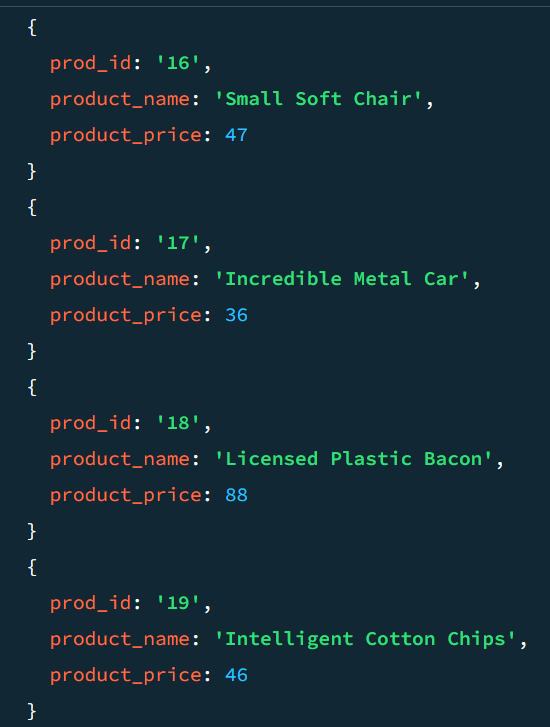 {
prod_id: '16',
product_name: 'Small Soft Chair',
product_price: 47
}
{
prod_id: '17',
product_name: 'Incredible Metal Car',
product_price: 36
}
{
prod_id: '18',
product_name: 'Licensed Plastic Bacon',
product_price: 88
}
{
prod_id: '19',
product_name: 'Intelligent Cotton Chips',
product_price: 46
}